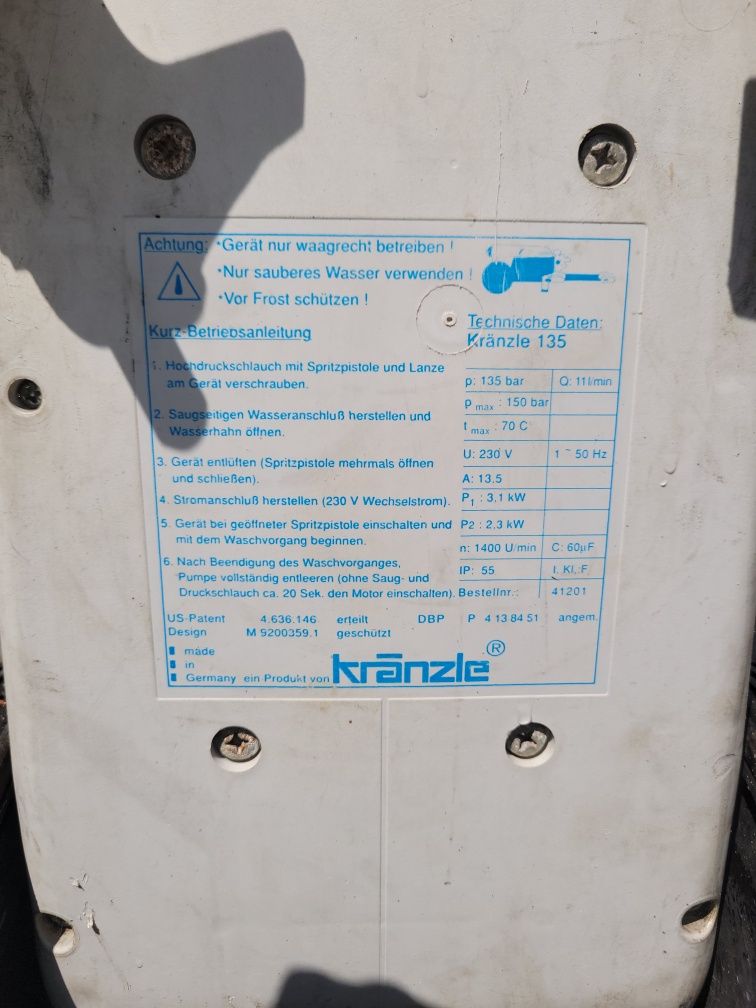 Achtung: •Gerät nur waagrecht betreiben !
•Nur sauberes Wasser verwenden !
•Vor Frost schützen !
Kurz-Betriebsanleitung
1. Hochdruckschlauch mit Spritzpistole und Lanze
am Gerät verschrauben.
2. Saugseitigen Wasseranschluß herstellen und
Wasserhahn öffnen.
3. Gerät entlüften (Spritzpistole mehrmals öffnen
und schließen).
4. Stromanschluß herstellen (230 V Wechselstrom).
5. Gerät bei geöffneter Spritzpistole einschalten und
mit dem Waschvorgang beginnen.
6. Nach Beendigung des Waschvorganges,
Pumpe vollständig entleeren (ohne Saug- und
Druckschlauch ca. 20 Sek. den Motor einschalten).
Technische Daten:
Kränzle 135
p: 135 bar Q: 11 l/min
p max : 150 bar
t max : 70 C
U: 230 V 1 ~ 50 Hz
A: 13.5
P1 : 3,1 kW
P2 : 2,3 kW
n: 1400 U/min C: 60µF
IP: 55 I. Kl.:F
Bestellnr.: 41201
US-Patent 4.636.146 erteilt DBP P 4 13 84 51 angem.
Design M 9200359.1 geschützt
made
in
Germany ein Produkt von kränzle ®